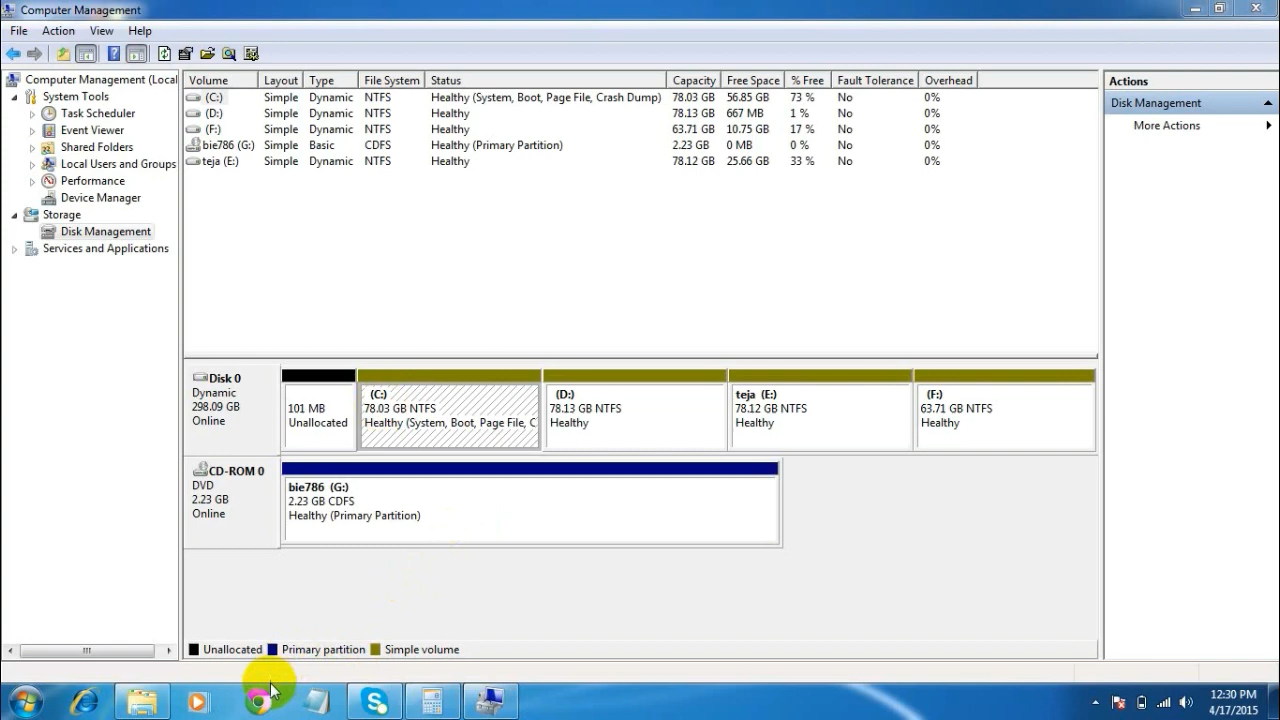 Computer Management
File Action View Help
Computer Management (Local
System Tools
Task Scheduler
Event Viewer
Shared Folders
Local Users and Groups
Performance
Device Manager
Storage
Disk Management
Services and Applications
Volume Layout Type File System Status Capacity Free Space % Free Fault Tolerance Overhead
(C:) Simple Dynamic NTFS Healthy (System, Boot, Page File, Crash Dump) 78.03 GB 56.85 GB 73 % No 0%
(D:) Simple Dynamic NTFS Healthy 78.13 GB 667 MB 1 % No 0%
(F:) Simple Dynamic NTFS Healthy 63.71 GB 10.75 GB 17 % No 0%
bie786 (G:) Simple Basic CDFS Healthy (Primary Partition) 2.23 GB 0 MB 0 % No 0%
teja (E:) Simple Dynamic NTFS Healthy 78.12 GB 25.66 GB 33 % No 0%
Disk 0
Dynamic
298.09 GB
Online
101 MB
Unallocated
(C:)
78.03 GB NTFS
Healthy (System, Boot, Page File, C
(D:)
78.13 GB NTFS
Healthy
teja (E:)
78.12 GB NTFS
Healthy
(F:)
63.71 GB NTFS
Healthy
CD-ROM 0
DVD
2.23 GB
Online
bie786 (G:)
2.23 GB CDFS
Healthy (Primary Partition)
Unallocated Primary partition Simple volume
Actions
Disk Management
More Actions
12:30 PM
4/17/2015